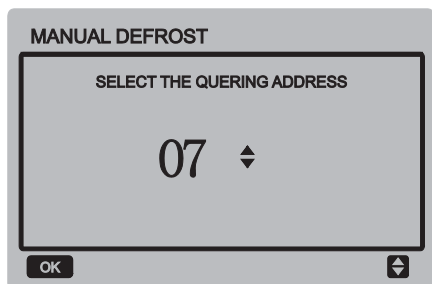 MANUAL DEFROST
SELECT THE QUERING ADDRESS
07
OK